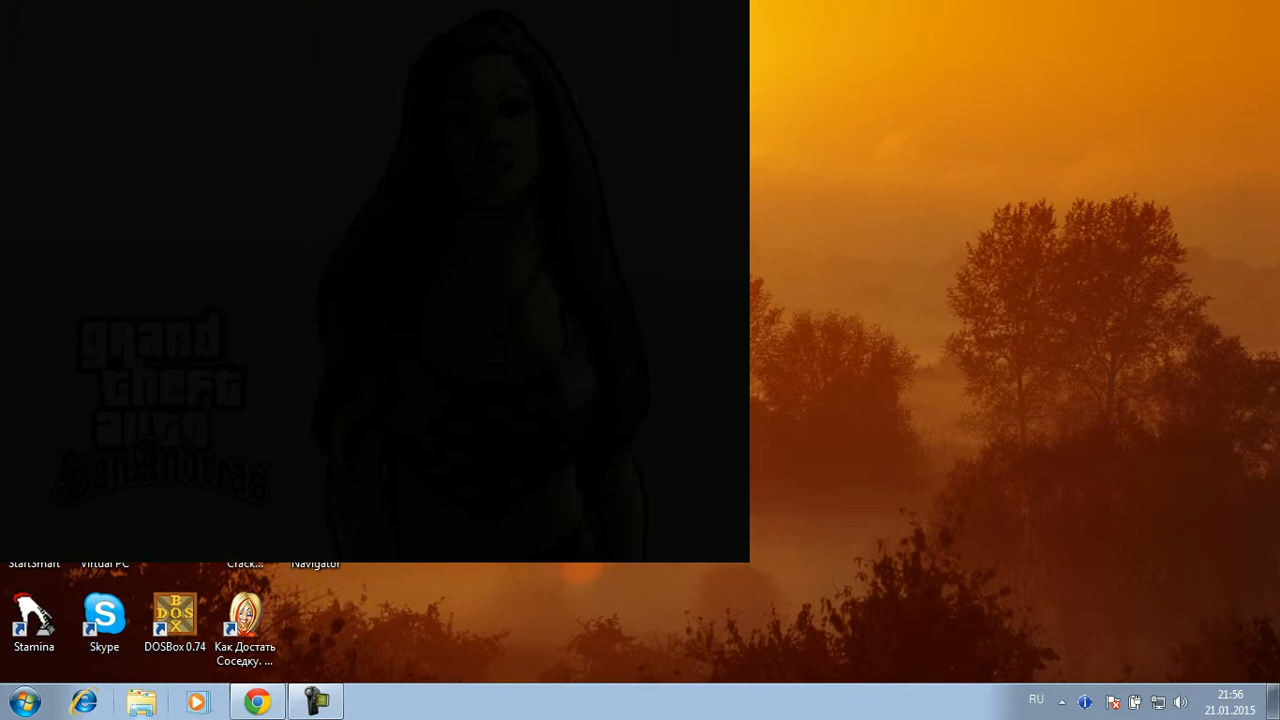 grand
theft
auto
San Andreas
StartSmart
Virtual PC
Crack...
Navigator
Stamina
Skype
BOX
DOS
DOSBox 0.74
Как Достать
Соседку. ...
RU
21:56
21.01.2015